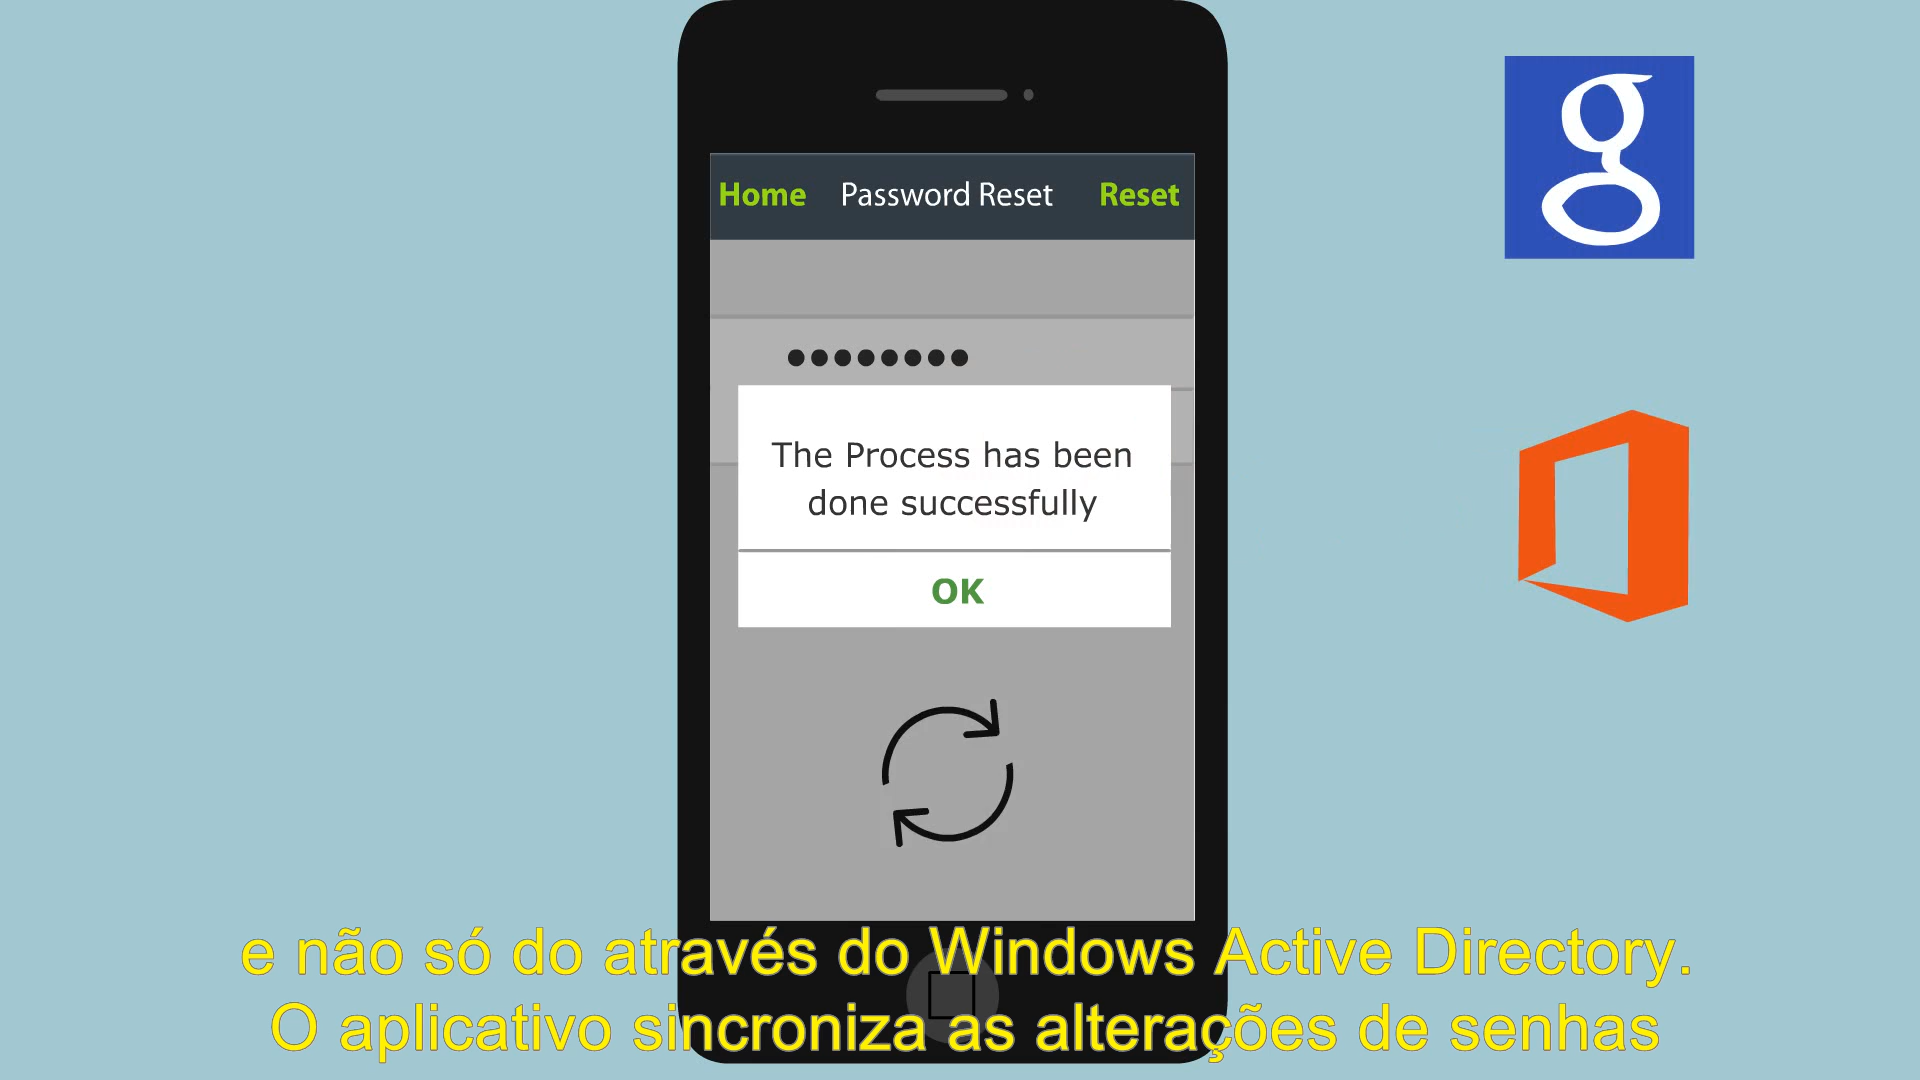 Home Password Reset Reset
●●●●●●●●
The Process has been
done successfully
OK
e não só do através do Windows Active Directory.
O aplicativo sincroniza as alterações de senhas